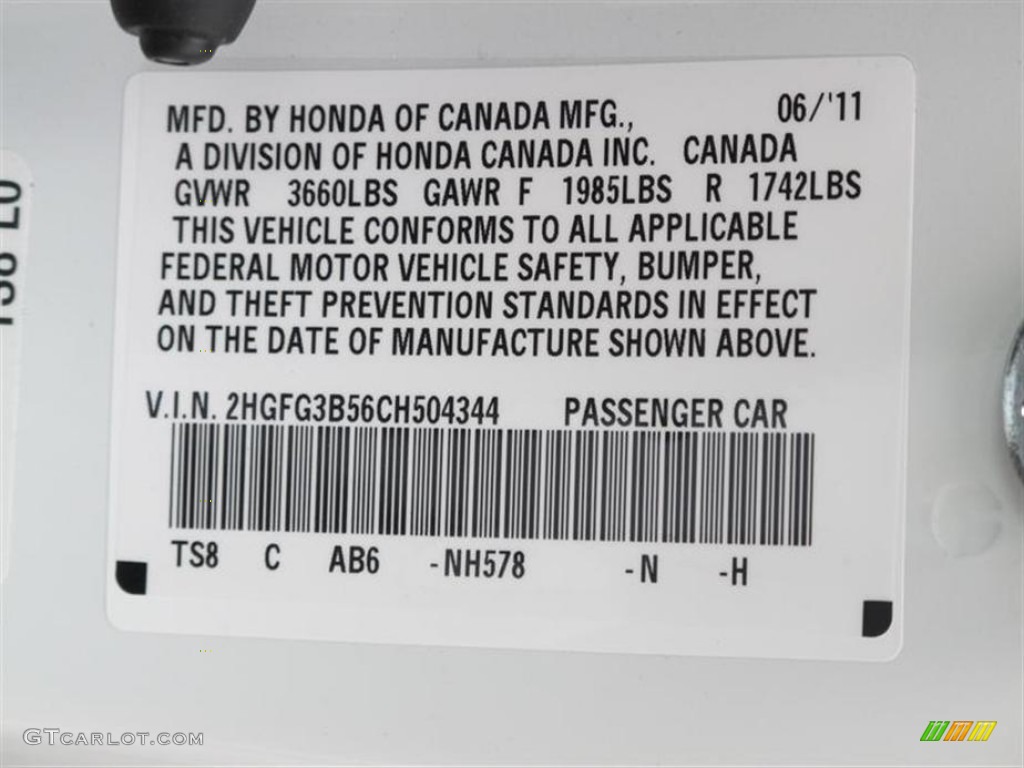 MFD. BY HONDA OF CANADA MFG., 06/'11
A DIVISION OF HONDA CANADA INC. CANADA
GVWR 3660LBS GAWR F 1985LBS R 1742LBS
THIS VEHICLE CONFORMS TO ALL APPLICABLE
FEDERAL MOTOR VEHICLE SAFETY, BUMPER,
AND THEFT PREVENTION STANDARDS IN EFFECT
ON THE DATE OF MANUFACTURE SHOWN ABOVE.
V.I.N. 2HGFG3B56CH504344 PASSENGER CAR
TS8 C AB6 -NH578 -N -H
GTCARLOT.COM